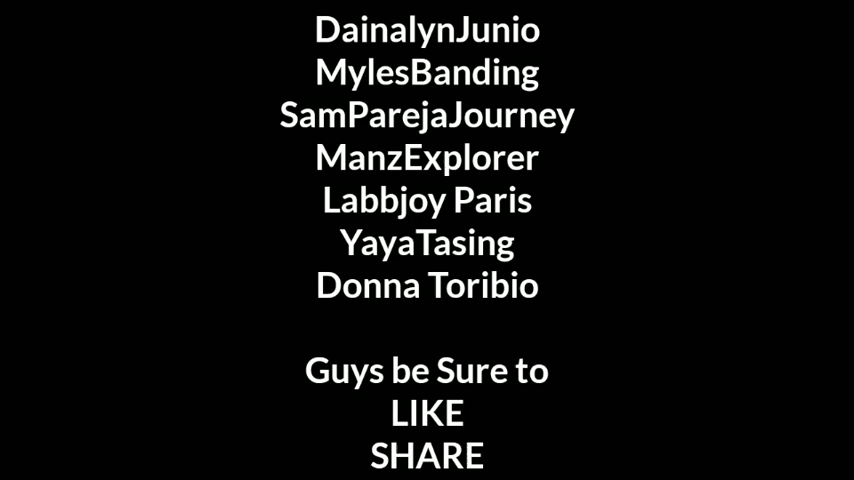 DainalynJunio
MylesBanding
SamParejaJourney
ManzExplorer
Labbjoy Paris
YayaTasing
Donna Toribio
Guys be Sure to
LIKE
SHARE